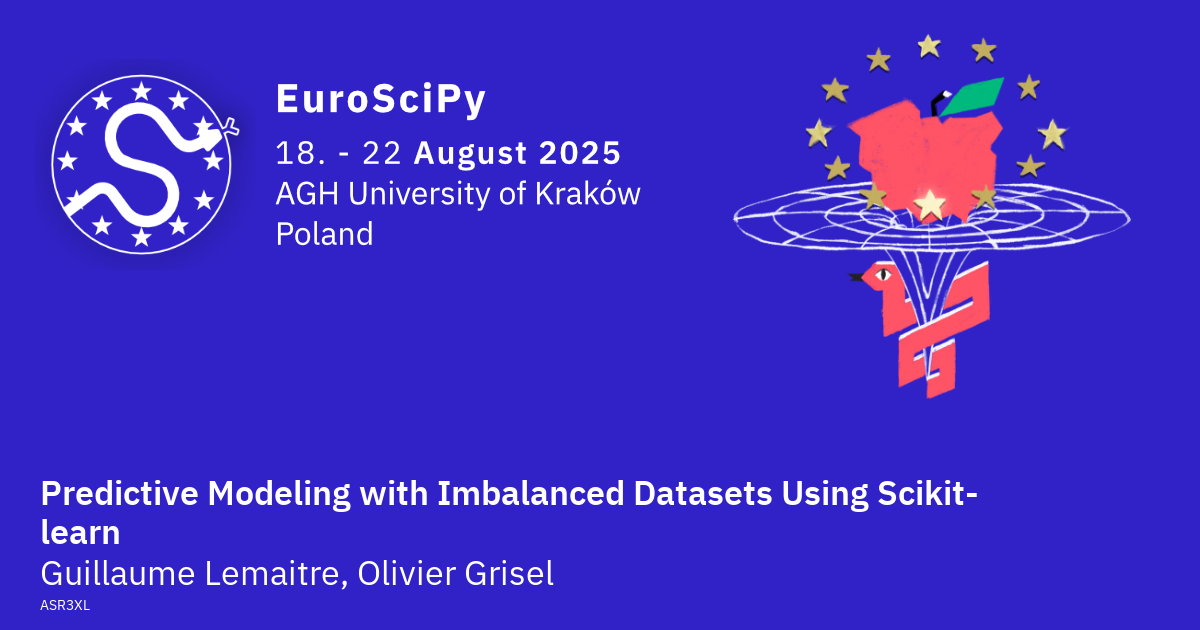 EuroSciPy
18. - 22 August 2025
AGH University of Kraków
Poland
Predictive Modeling with Imbalanced Datasets Using Scikit-
learn
Guillaume Lemaitre, Olivier Grisel
ASR3XL